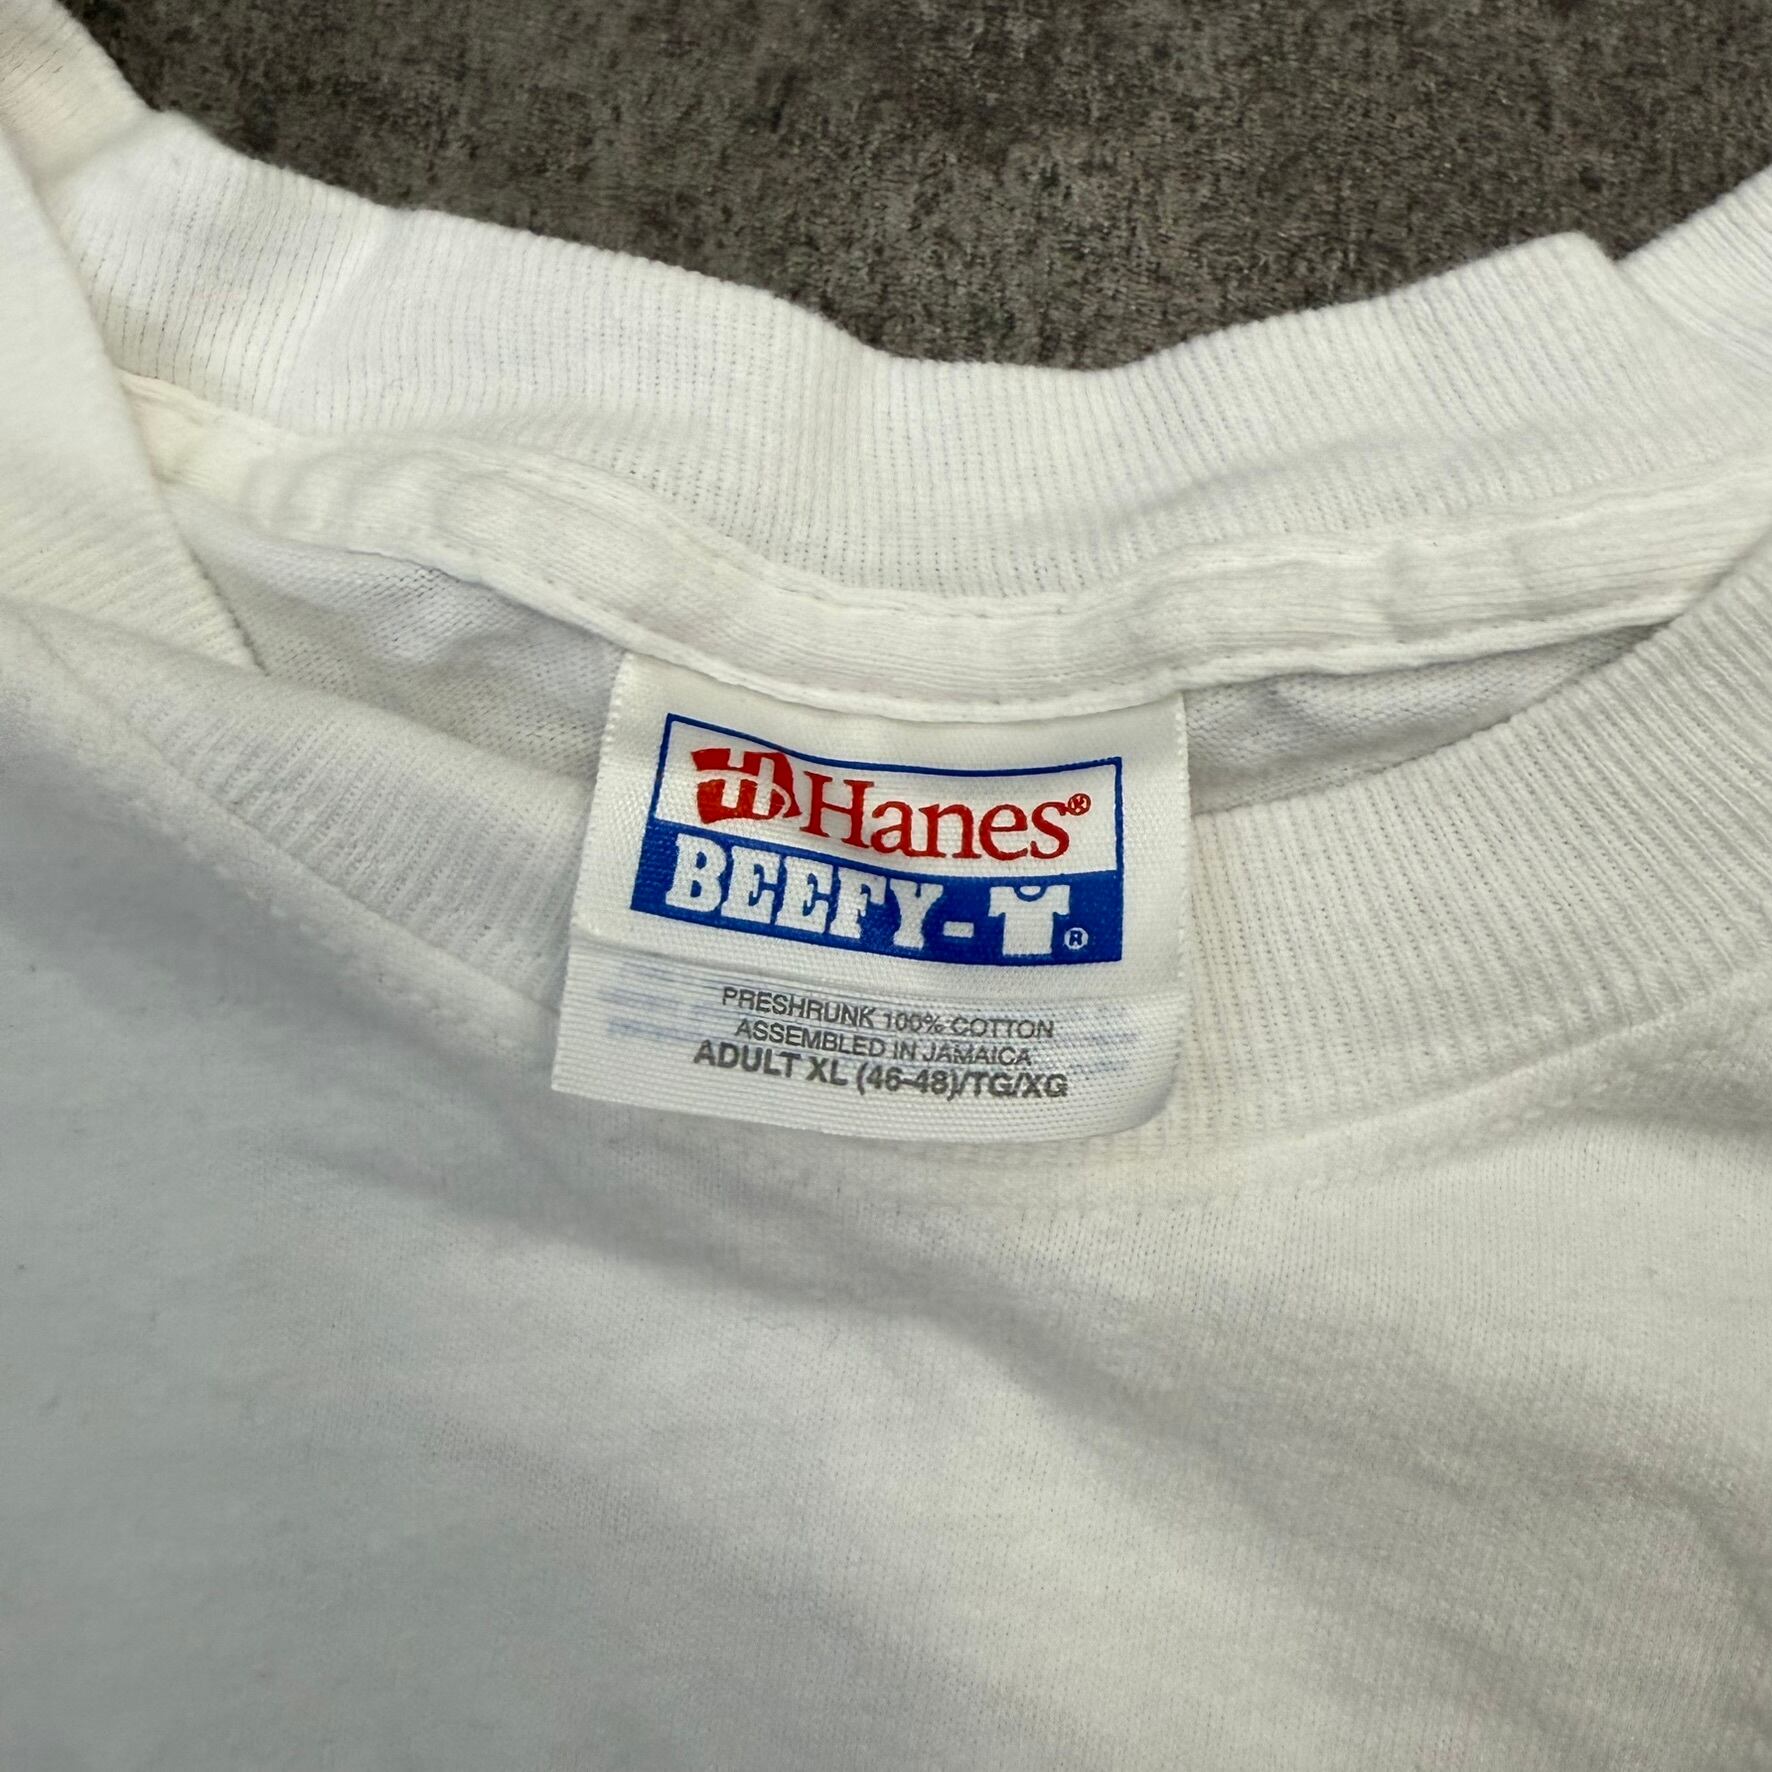 Hanes®
BEEFY-T®
PRESHRUNK 100% COTTON
ASSEMBLED IN JAMAICA
ADULT XL (46-48)/TG/XG